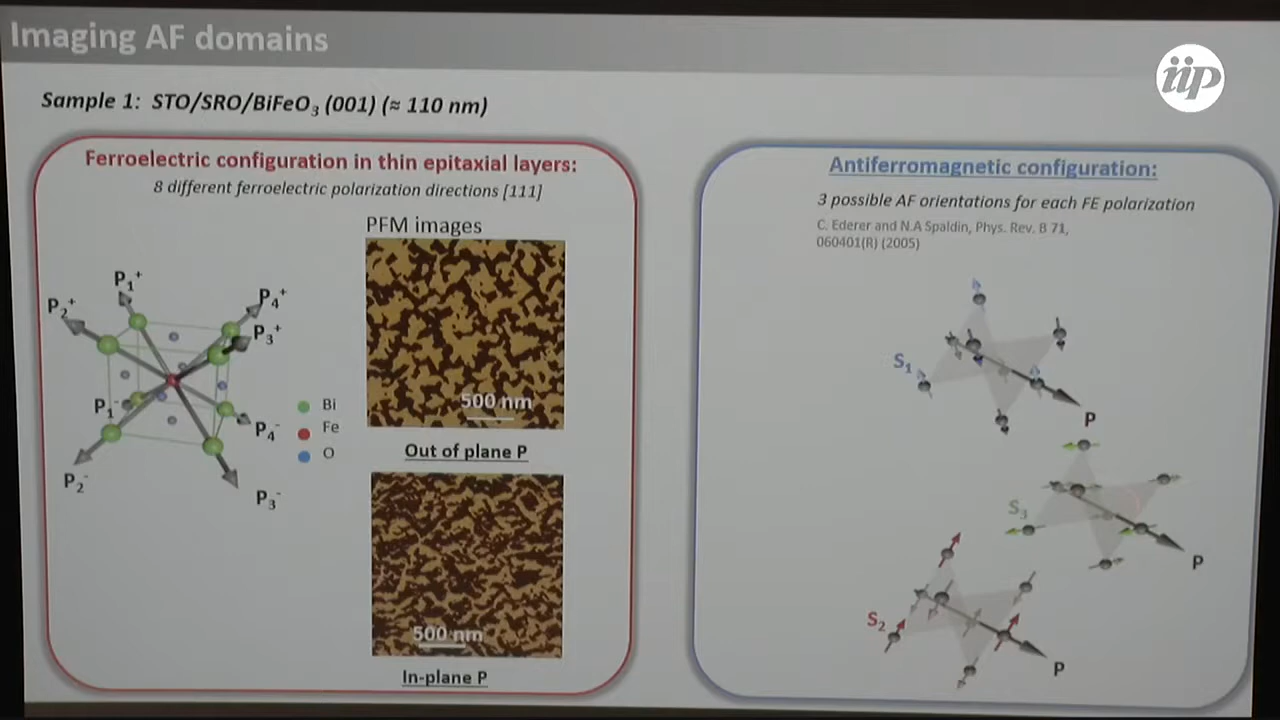 Imaging AF domains
iip
Sample 1: STO/SRO/BiFeO₃ (001) (≈ 110 nm)
Ferroelectric configuration in thin epitaxial layers:
8 different ferroelectric polarization directions [111]
PFM images
P₁⁺
P₂⁺
P₄⁺
P₃⁺
P₁⁻
P₄⁻
P₂⁻
P₃⁻
Bi
Fe
O
500 nm
Out of plane P
500 nm
In-plane P
Antiferromagnetic configuration:
3 possible AF orientations for each FE polarization
C. Ederer and N.A Spaldin, Phys. Rev. B 71,
060401(R) (2005)
S₁
P
S₃
P
S₂
P